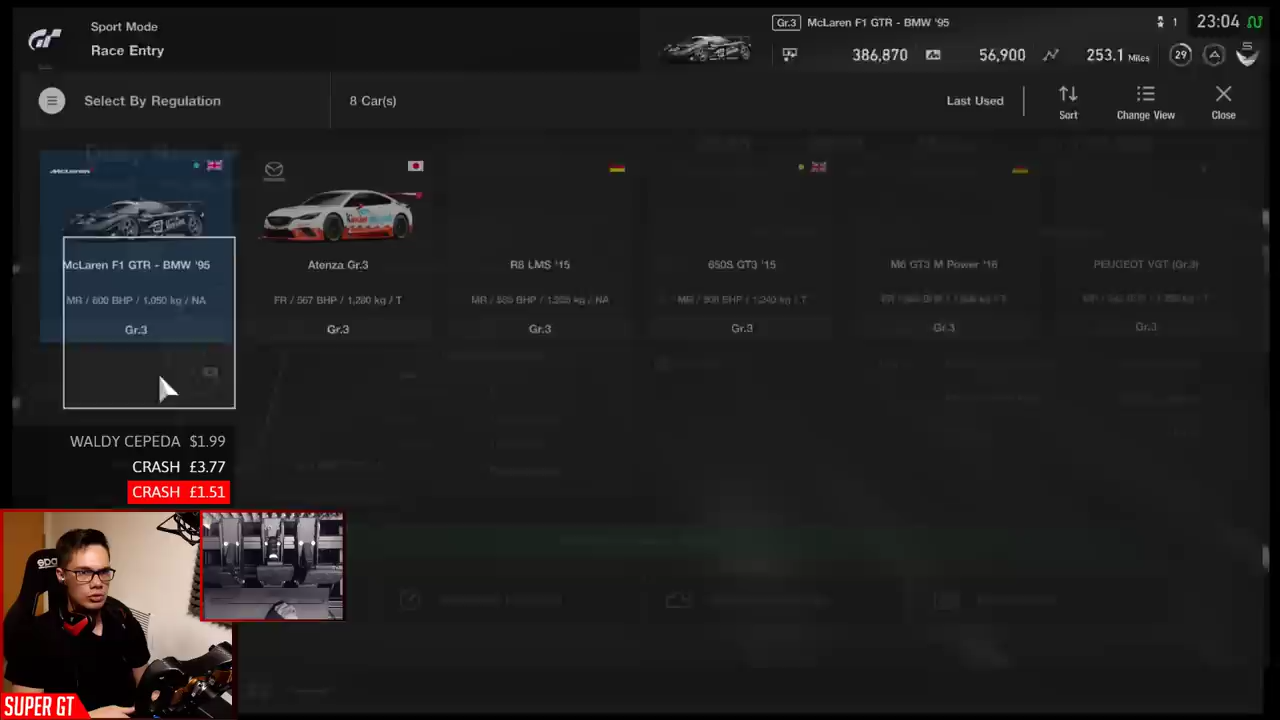 Sport Mode
Race Entry
Gr.3 McLaren F1 GTR - BMW '95
1 23:04
386,870 56,900 253.1 Miles 29 S
Select By Regulation
8 Car(s)
Last Used
Sort
Change View
Close
McLaren F1 GTR - BMW '95
MR / 600 BHP / 1,050 kg / NA
Gr.3
Atenza Gr.3
FR / 567 BHP / 1,280 kg / T
Gr.3
R8 LMS '15
Gr.3
650S GT3 '15
Gr.3
M6 GT3 M Power '16
Gr.3
PEUGEOT VGT (Gr.3)
Gr.3
WALDY CEPEDA $1.99
CRASH £3.77
CRASH £1.51
SUPER GT